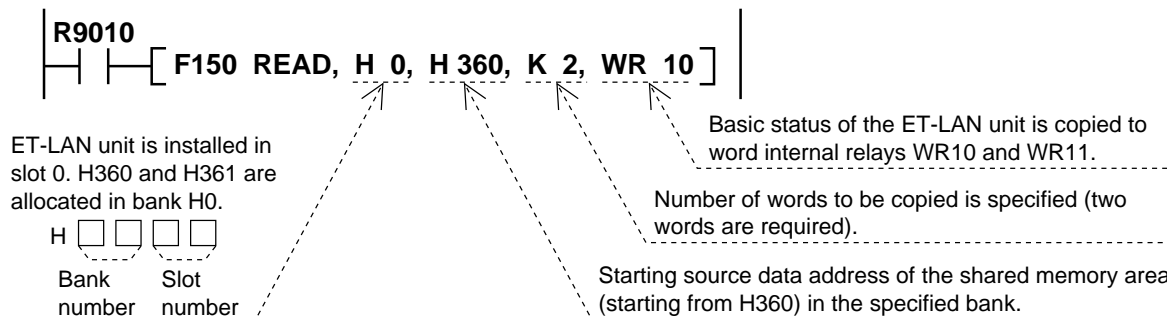 R9010
F150 READ, H 0, H 360, K 2, WR 10
Basic status of the ET-LAN unit is copied to
word internal relays WR10 and WR11.
ET-LAN unit is installed in
slot 0. H360 and H361 are
allocated in bank H0.
Number of words to be copied is specified (two
words are required).
H
Bank Slot
number number
Starting source data address of the shared memory area
(starting from H360) in the specified bank.